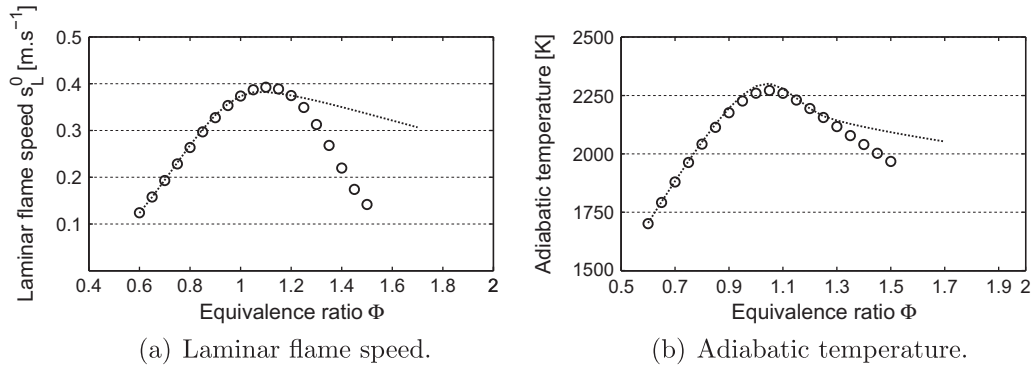 Laminar flame speed s_L^0 [m.s^{-1}]
0.5
0.4
0.3
0.2
0.1
0.4 0.6 0.8 1 1.2 1.4 1.6 1.8 2
Equivalence ratio Φ
(a) Laminar flame speed.
Adiabatic temperature [K]
2500
2250
2000
1750
1500
0.5 0.7 0.9 1.1 1.3 1.5 1.7 1.9 2
Equivalence ratio Φ
(b) Adiabatic temperature.